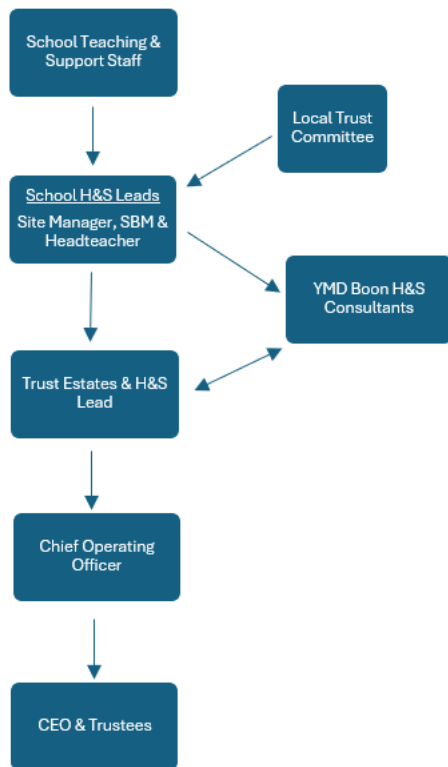 School Teaching &
Support Staff
Local Trust
Committee
School H&S Leads
Site Manager, SBM &
Headteacher
YMD Boon H&S
Consultants
Trust Estates & H&S
Lead
Chief Operating
Officer
CEO & Trustees